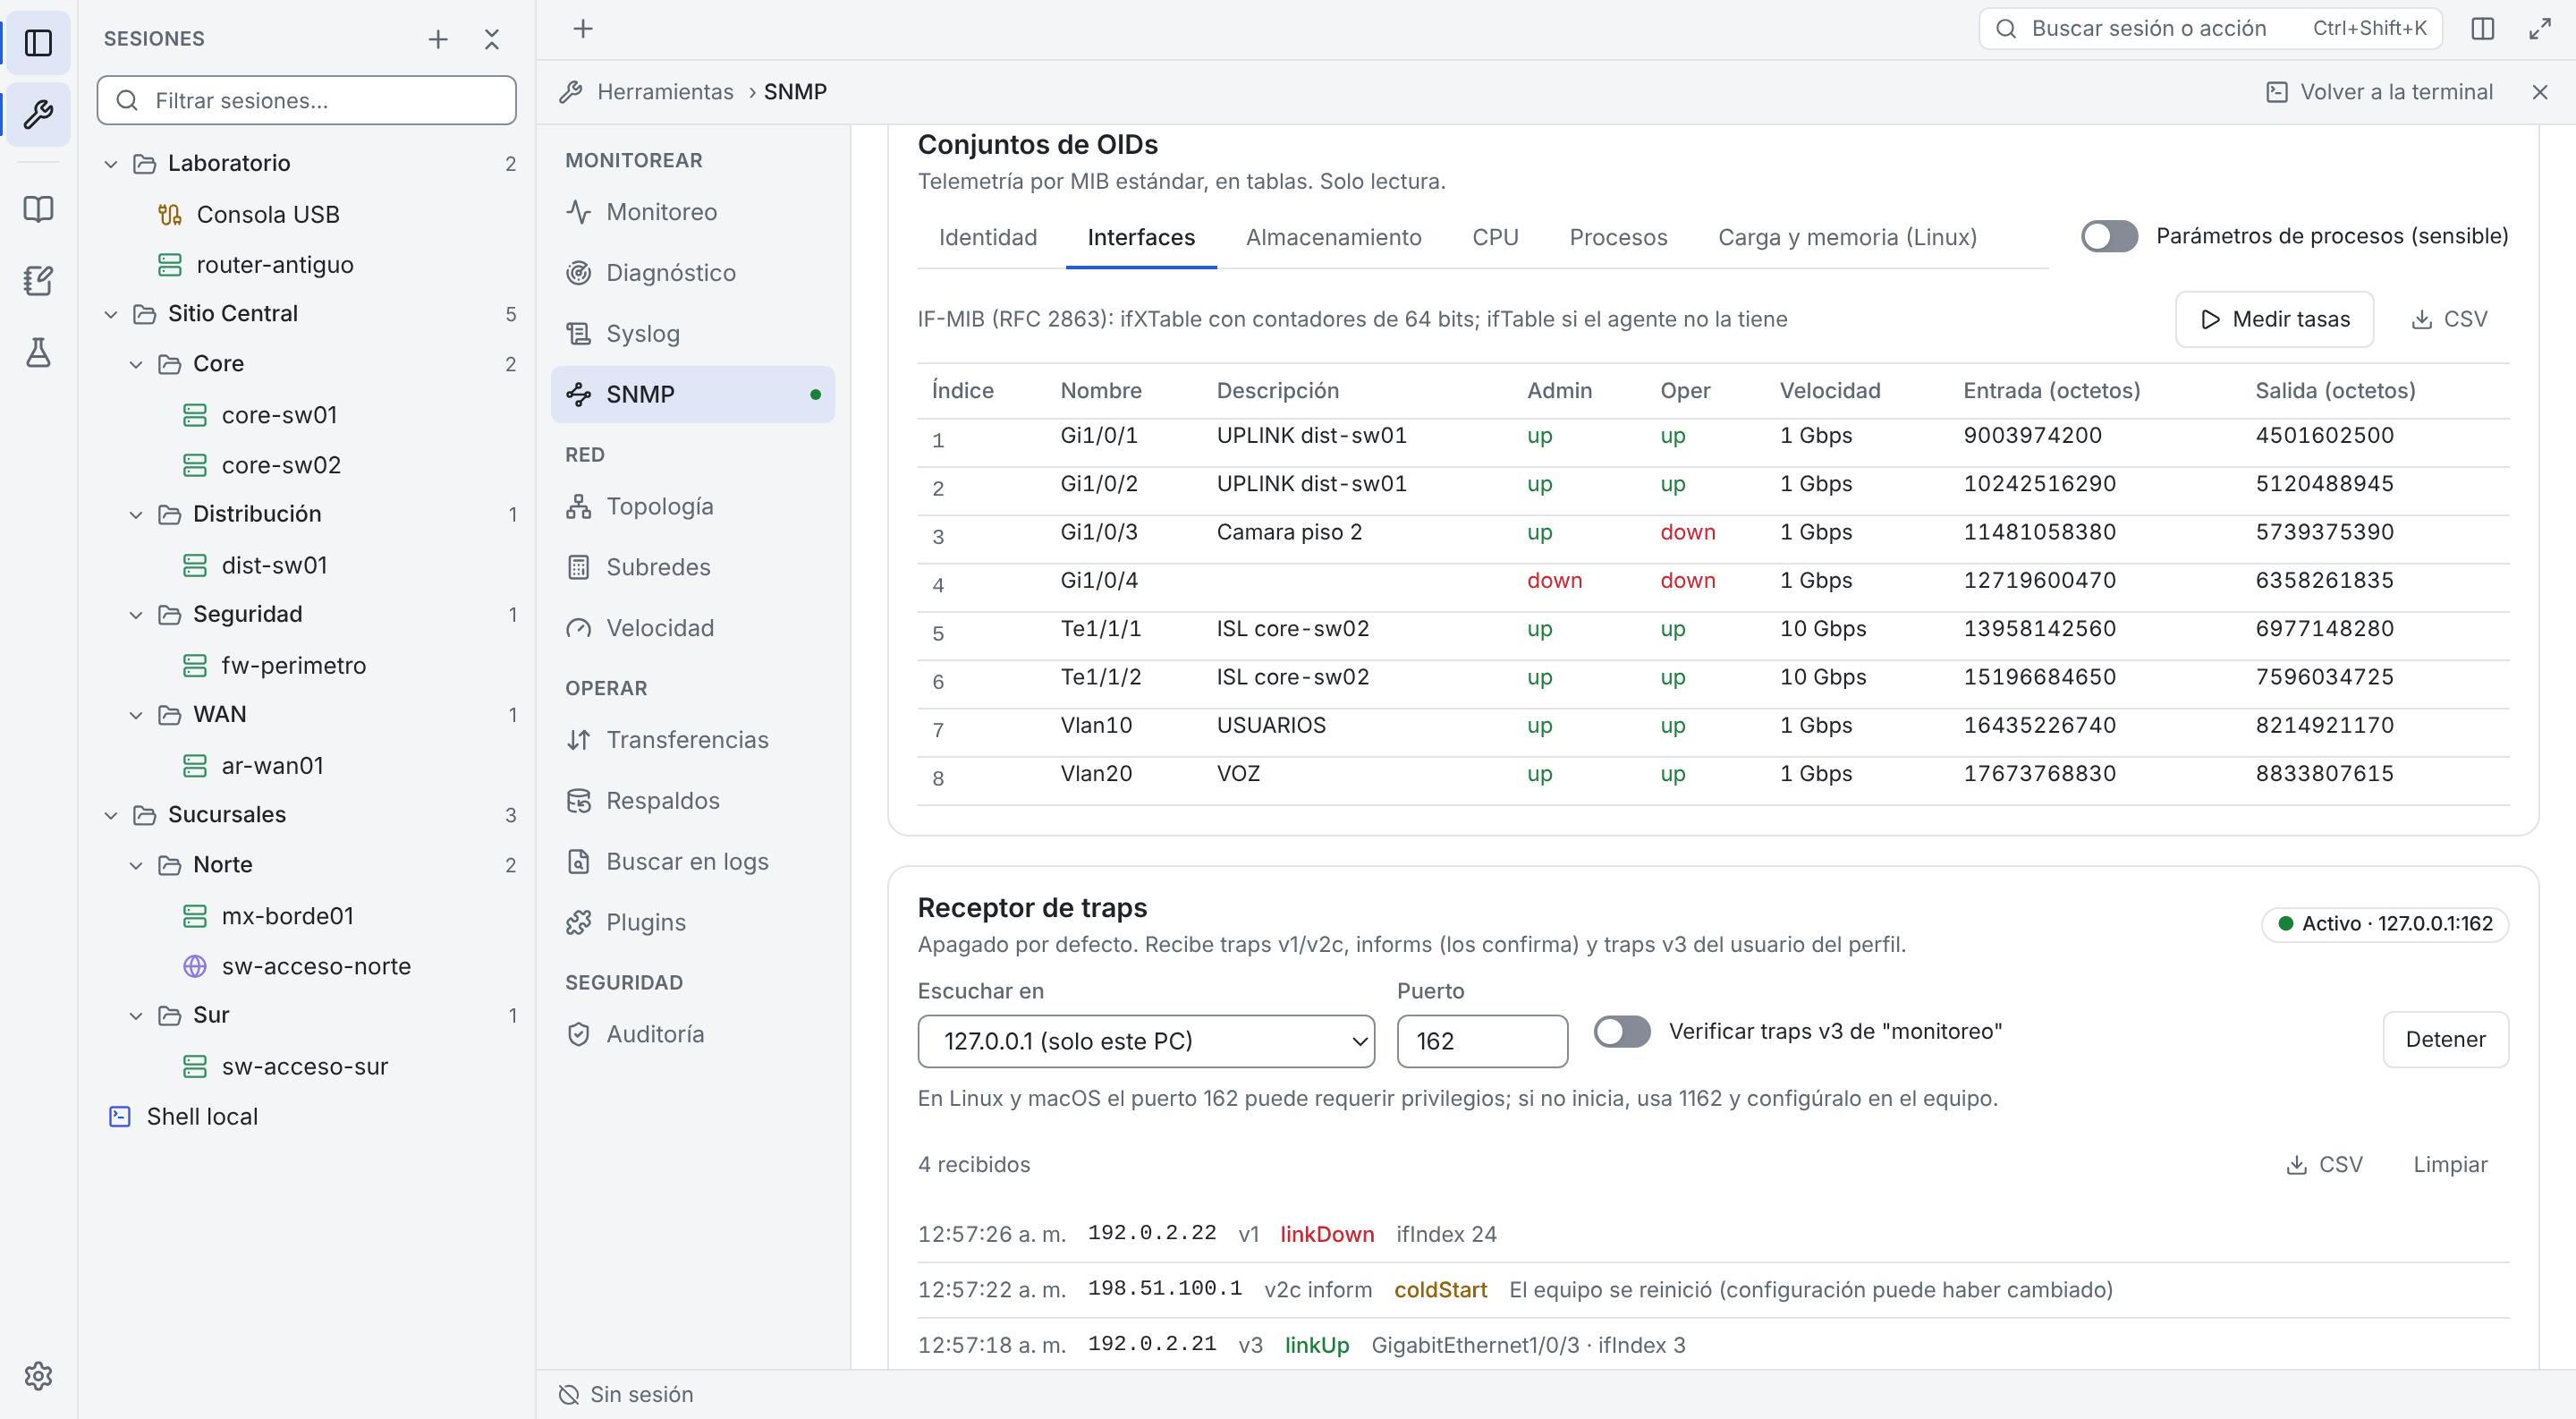 SESIONES
Buscar sesión o acción Ctrl+Shift+K
Filtrar sesiones...
Herramientas › SNMP
Volver a la terminal
Laboratorio 2
Consola USB
router-antiguo
Sitio Central 5
Core 2
core-sw01
core-sw02
Distribución 1
dist-sw01
Seguridad 1
fw-perimetro
WAN 1
ar-wan01
Sucursales 3
Norte 2
mx-borde01
sw-acceso-norte
Sur 1
sw-acceso-sur
Shell local
MONITOREAR
Monitoreo
Diagnóstico
Syslog
SNMP
RED
Topología
Subredes
Velocidad
OPERAR
Transferencias
Respaldos
Buscar en logs
Plugins
SEGURIDAD
Auditoría
Conjuntos de OIDs
Telemetría por MIB estándar, en tablas. Solo lectura.
Identidad Interfaces Almacenamiento CPU Procesos Carga y memoria (Linux) Parámetros de procesos (sensible)
IF-MIB (RFC 2863): ifXTable con contadores de 64 bits; ifTable si el agente no la tiene Medir tasas CSV
Índice Nombre Descripción Admin Oper Velocidad Entrada (octetos) Salida (octetos)
1 Gi1/0/1 UPLINK dist-sw01 up up 1 Gbps 9003974200 4501602500
2 Gi1/0/2 UPLINK dist-sw01 up up 1 Gbps 10242516290 5120488945
3 Gi1/0/3 Camara piso 2 up down 1 Gbps 11481058380 5739375390
4 Gi1/0/4 down down 1 Gbps 12719600470 6358261835
5 Te1/1/1 ISL core-sw02 up up 10 Gbps 13958142560 6977148280
6 Te1/1/2 ISL core-sw02 up up 10 Gbps 15196684650 7596034725
7 Vlan10 USUARIOS up up 1 Gbps 16435226740 8214921170
8 Vlan20 VOZ up up 1 Gbps 17673768830 8833807615
Receptor de traps
Activo · 127.0.0.1:162
Apagado por defecto. Recibe traps v1/v2c, informs (los confirma) y traps v3 del usuario del perfil.
Escuchar en Puerto
127.0.0.1 (solo este PC) 162 Verificar traps v3 de "monitoreo" Detener
En Linux y macOS el puerto 162 puede requerir privilegios; si no inicia, usa 1162 y configúralo en el equipo.
4 recibidos CSV Limpiar
12:57:26 a. m. 192.0.2.22 v1 linkDown ifIndex 24
12:57:22 a. m. 198.51.100.1 v2c inform coldStart El equipo se reinició (configuración puede haber cambiado)
12:57:18 a. m. 192.0.2.21 v3 linkUp GigabitEthernet1/0/3 · ifIndex 3
Sin sesión